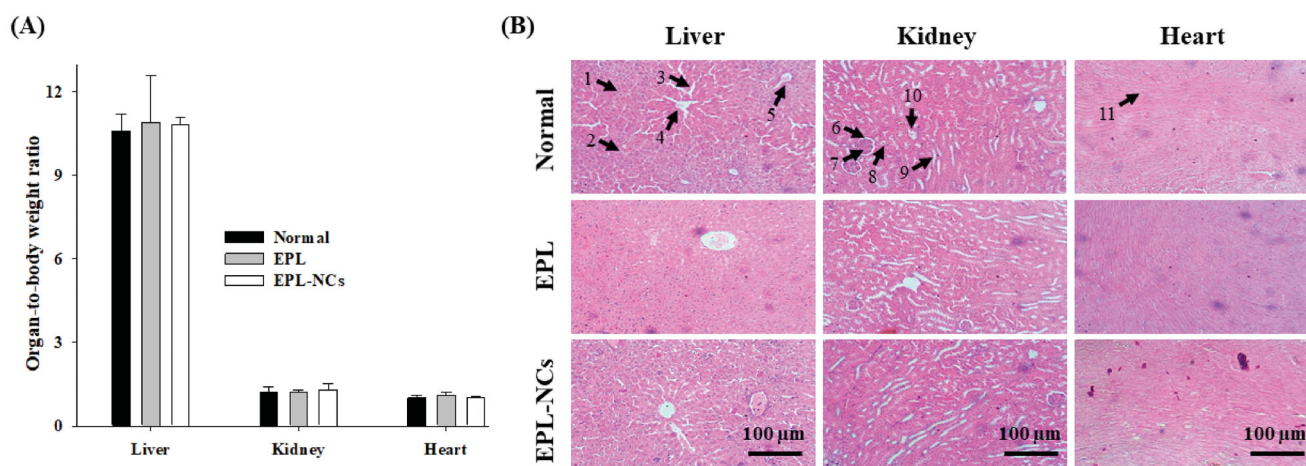 (A)
Organ-to-body weight ratio
12
9
6
3
0
Normal
EPL
EPL-NCs
Liver
Kidney
Heart
(B)
Liver
Kidney
Heart
Normal
1
2
3
4
5
6
7
8
9
10
11
EPL
EPL-NCs
100 µm
100 µm
100 µm